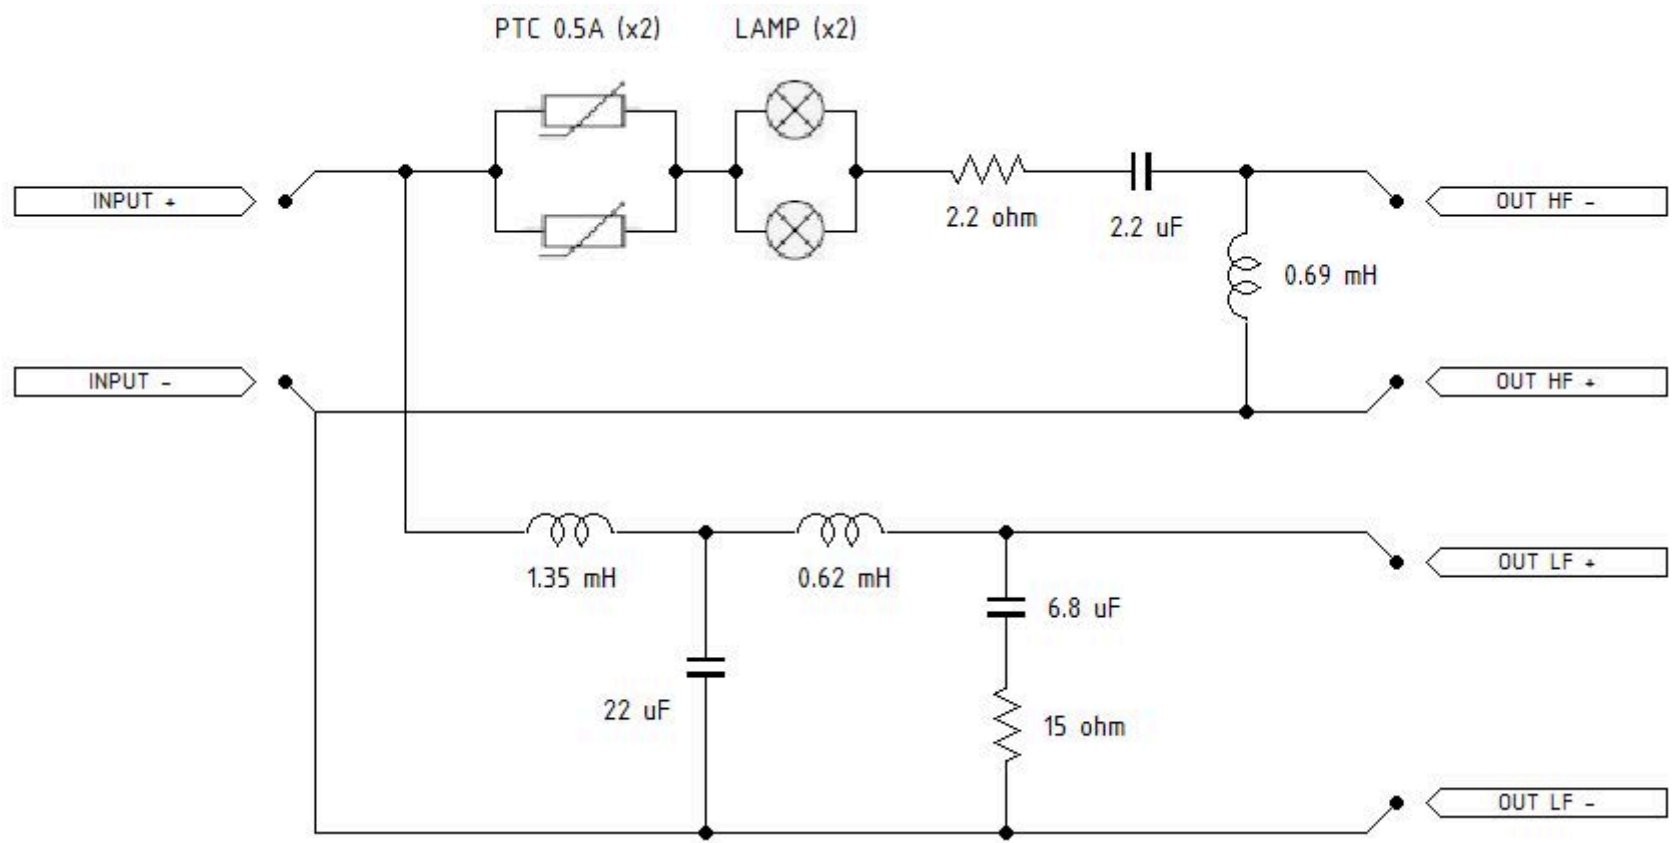 PTC 0.5A (x2)
LAMP (x2)
INPUT +
2.2 ohm
2.2 uF
OUT HF -
0.69 mH
INPUT -
OUT HF +
1.35 mH
0.62 mH
OUT LF +
6.8 uF
22 uF
15 ohm
OUT LF -